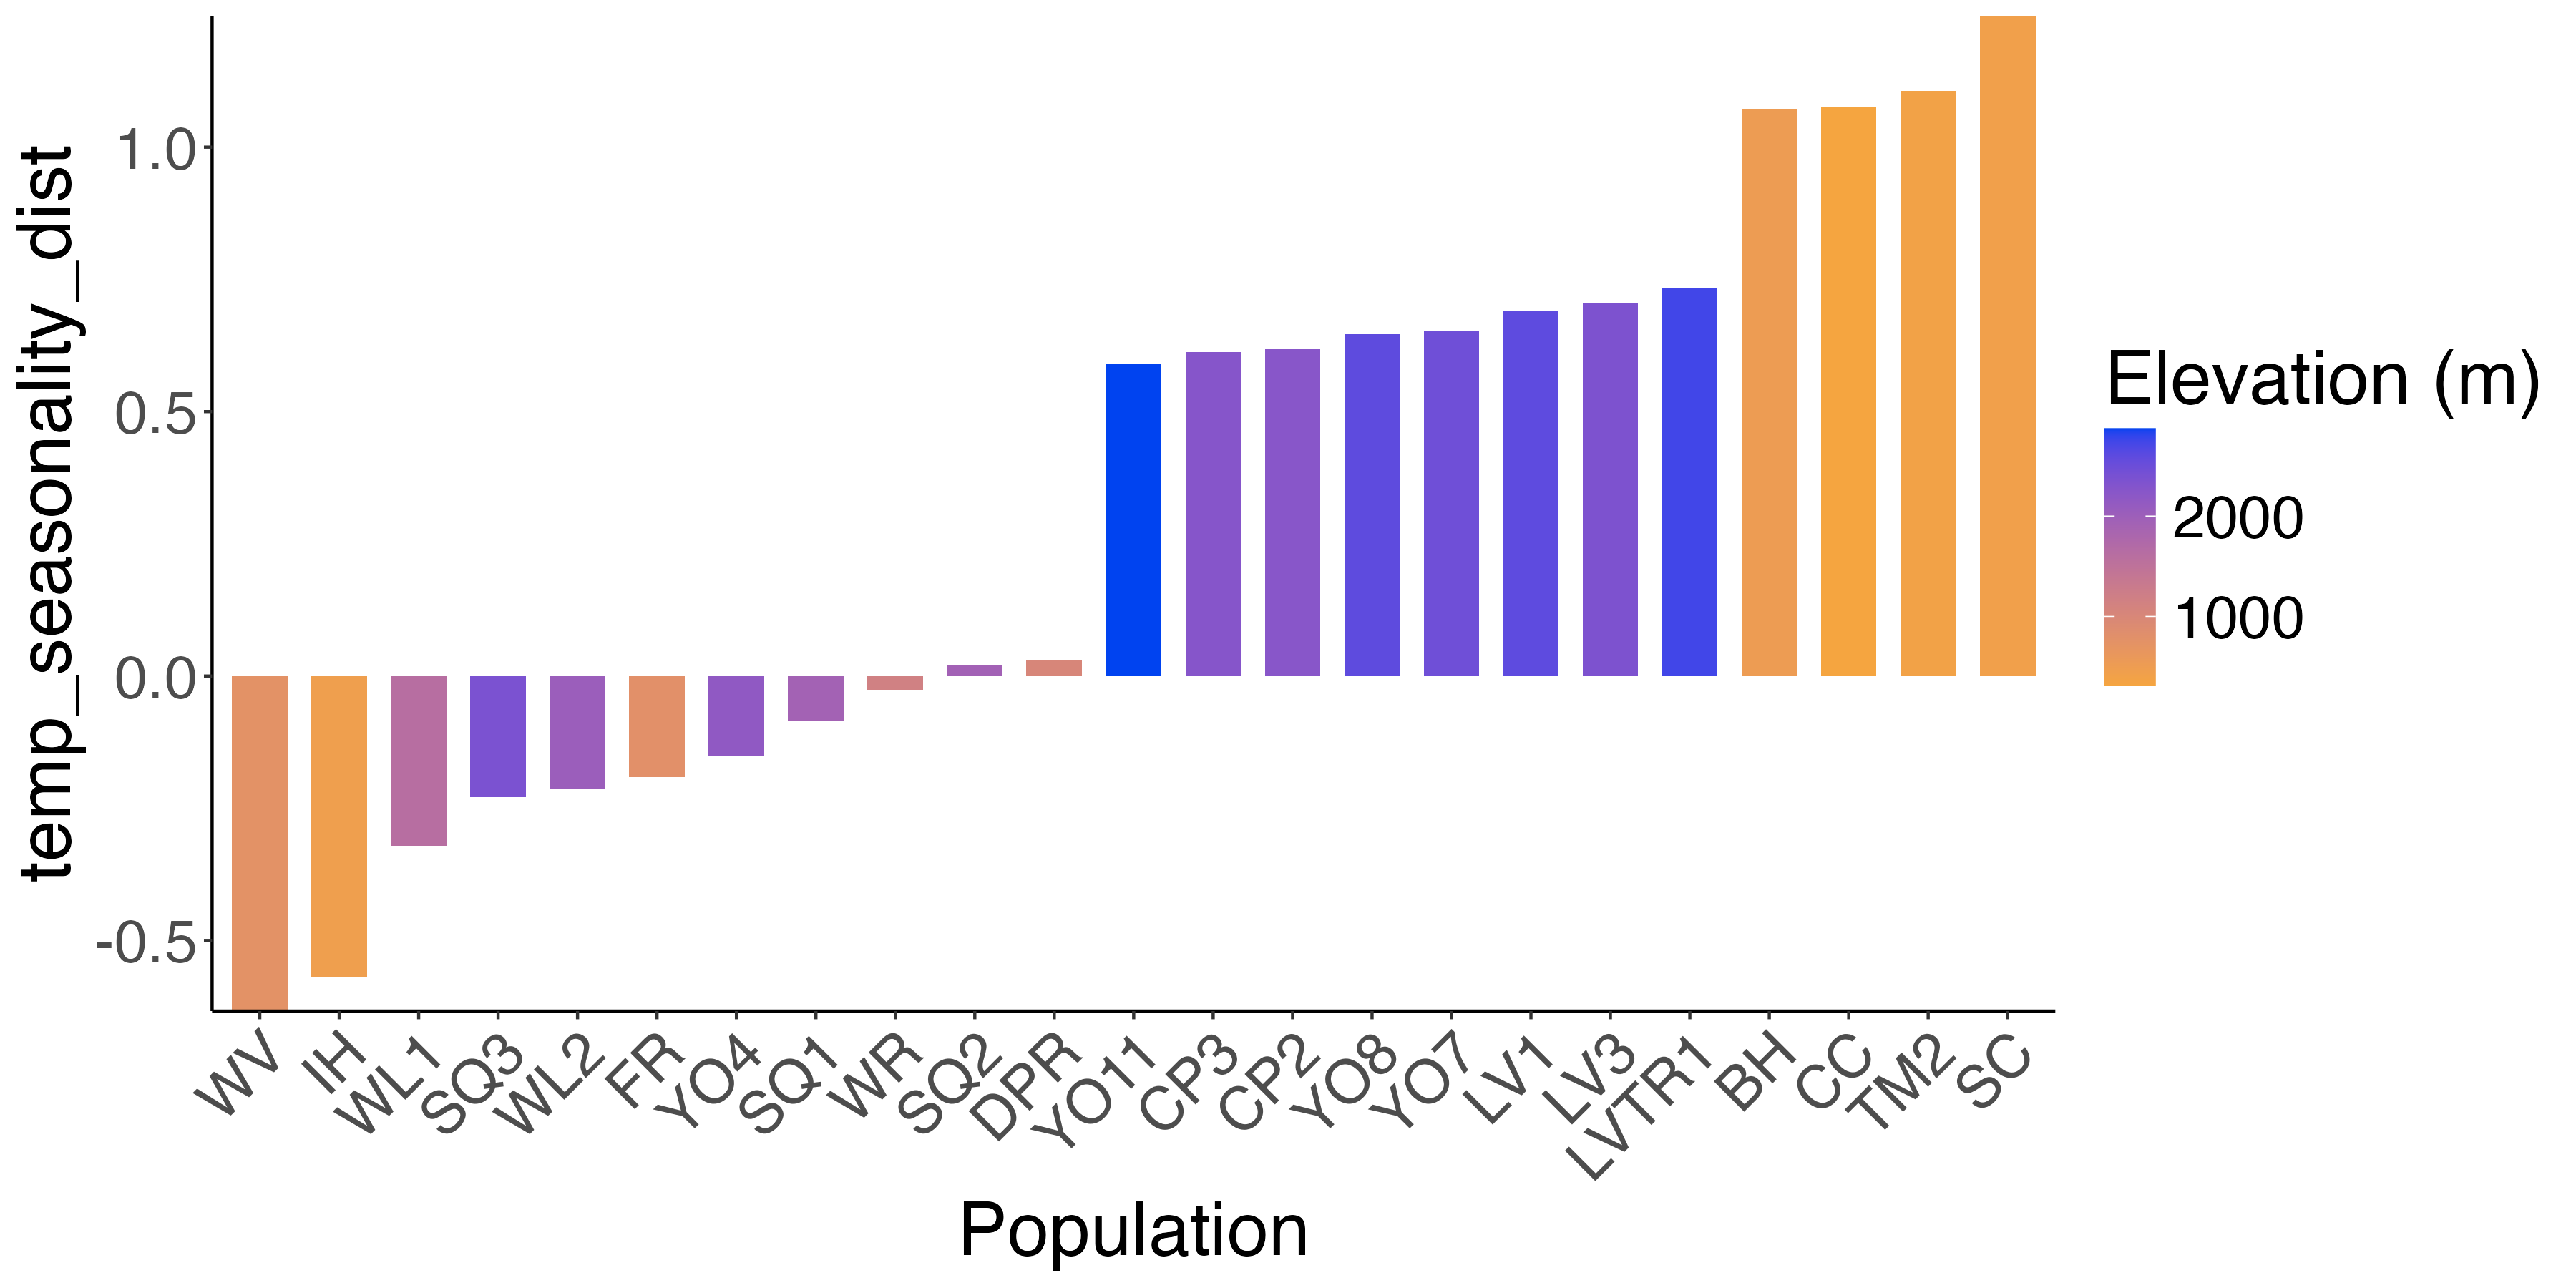 temp_seasonality_dist
1.0
0.5
0.0
-0.5
WV
IH
WL1
SQ3
WL2
FR
YO4
SQ1
WR
SQ2
DPR
YO11
CP3
CP2
YO8
YO7
LV1
LV3
LVTR1
BH
CC
TM2
SC
Population
Elevation (m)
2000
1000